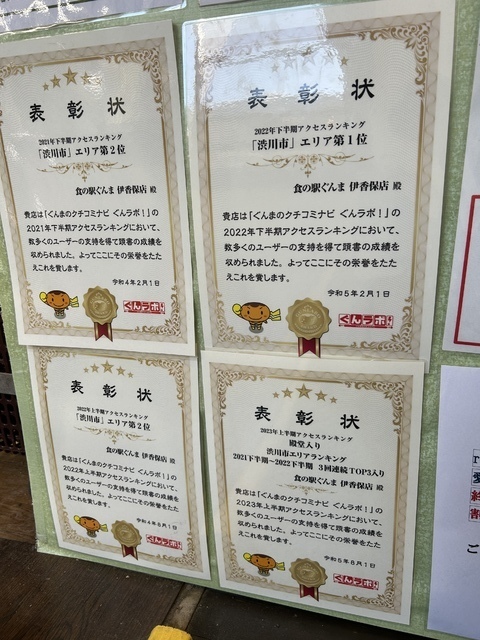 表彰状
2021年下半期アクセスランキング
「渋川市」エリア第2位
食の駅ぐんま 伊香保店 殿
貴店は「ぐんまのクチコミナビ ぐんラボ！」の
2021年下半期アクセスランキングにおいて、
数多くのユーザーの支持を得て頭書の成績を
収められました。よってここにその栄誉をたた
えこれを賞します。
令和4年2月1日
表彰状
2022年下半期アクセスランキング
「渋川市」エリア第1位
食の駅ぐんま 伊香保店 殿
貴店は「ぐんまのクチコミナビ ぐんラボ！」の
2022年下半期アクセスランキングにおいて、
数多くのユーザーの支持を得て頭書の成績を
収められました。よってここにその栄誉をたた
えこれを賞します。
令和5年2月1日
ぐんラボ！
表彰状
2022年上半期アクセスランキング
「渋川市」エリア第2位
食の駅ぐんま 伊香保店 殿
貴店は「ぐんまのクチコミナビ ぐんラボ！」の
2022年上半期アクセスランキングにおいて、
数多くのユーザーの支持を得て頭書の成績を
収められました。よってここにその栄誉をたた
えこれを賞します。
令和4年8月1日
ぐんラボ！
表彰状
2023年上半期アクセスランキング
殿堂入り
渋川市エリアランキング
2021下半期～2022下半期 3回連続TOP3入り
食の駅ぐんま 伊香保店 殿
貴店は「ぐんまのクチコミナビ ぐんラボ！」の
2023年上半期アクセスランキングにおいて、
数多くのユーザーの支持を得て頭書の成績を
収められました。よってここにその栄誉をたた
えこれを賞します。
令和5年8月1日
ぐんラボ！